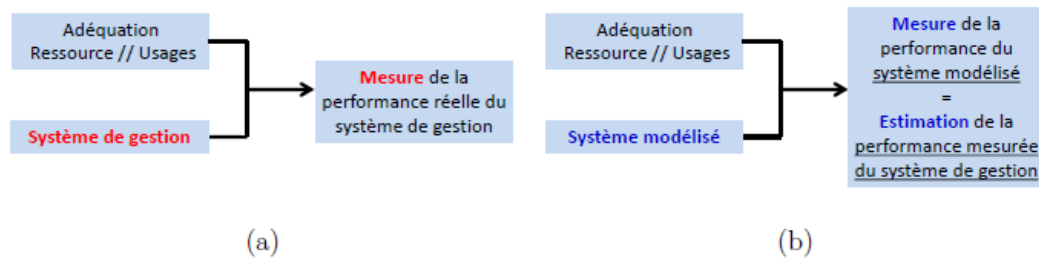 Adéquation
Ressource // Usages
Système de gestion
Mesure de la
performance réelle du
système de gestion
(a)
Adéquation
Ressource // Usages
Système modélisé
Mesure de la
performance du
système modélisé
=
Estimation de la
performance mesurée
du système de gestion
(b)